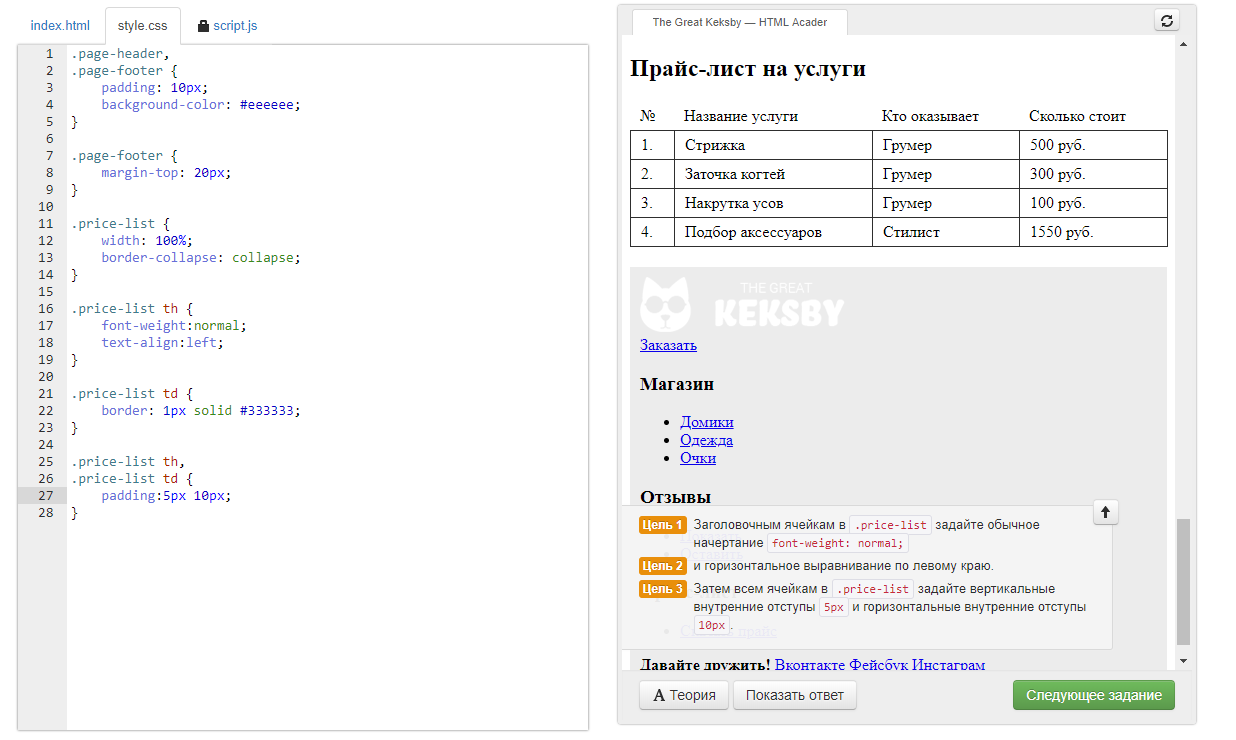 index.html style.css script.js
1 .page-header,
2 .page-footer {
3 padding: 10px;
4 background-color: #eeeeee;
5 }
6
7 .page-footer {
8 margin-top: 20px;
9 }
10
11 .price-list {
12 width: 100%;
13 border-collapse: collapse;
14 }
15
16 .price-list th {
17 font-weight:normal;
18 text-align:left;
19 }
20
21 .price-list td {
22 border: 1px solid #333333;
23 }
24
25 .price-list th,
26 .price-list td {
27 padding:5px 10px;
28 }
The Great Keksby — HTML Acader
Прайс-лист на услуги
№ Название услуги Кто оказывает Сколько стоит
1. Стрижка Грумер 500 руб.
2. Заточка когтей Грумер 300 руб.
3. Накрутка усов Грумер 100 руб.
4. Подбор аксессуаров Стилист 1550 руб.
THE GREAT
KEKSBY
Заказать
Магазин
Домики
Одежда
Очки
Отзывы
Цель 1 Заголовочным ячейкам в .price-list задайте обычное
начертание font-weight: normal;
Цель 2 и горизонтальное выравнивание по левому краю.
Цель 3 Затем всем ячейкам в .price-list задайте вертикальные
внутренние отступы 5px и горизонтальные внутренние отступы
10px.
Давайте дружить! Вконтакте Фейсбук Инстаграм
A Теория Показать ответ Следующее задание